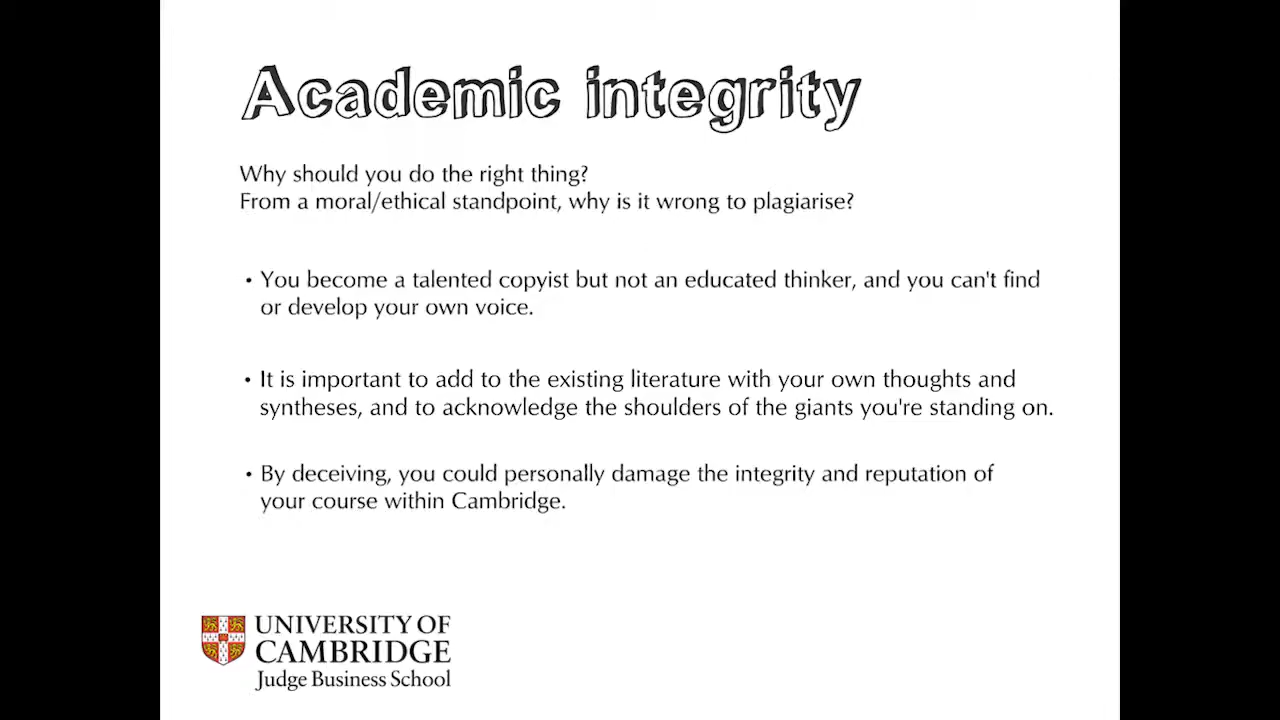 Academic integrity
Why should you do the right thing?
From a moral/ethical standpoint, why is it wrong to plagiarise?
• You become a talented copyist but not an educated thinker, and you can't find
or develop your own voice.
• It is important to add to the existing literature with your own thoughts and
syntheses, and to acknowledge the shoulders of the giants you're standing on.
• By deceiving, you could personally damage the integrity and reputation of
your course within Cambridge.
UNIVERSITY OF
CAMBRIDGE
Judge Business School